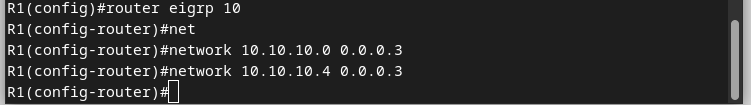 R1(config)#router eigrp 10
R1(config-router)#net
R1(config-router)#network 10.10.10.0 0.0.0.3
R1(config-router)#network 10.10.10.4 0.0.0.3
R1(config-router)#